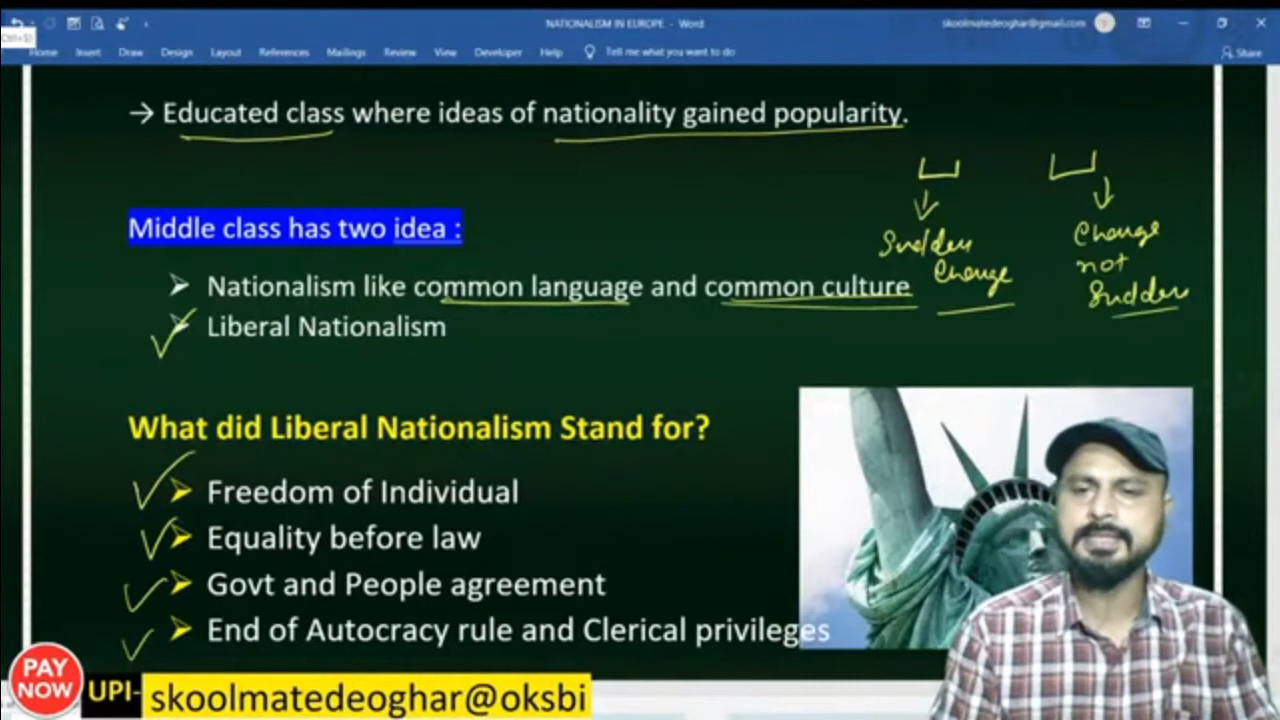 NATIONALISM IN EUROPE - Word
skoolmatedeoghar@gmail.com
Ctrl+S)
Home Insert Draw Design Layout References Mailings Review View Developer Help Tell me what you want to do
Share
→ Educated class where ideas of nationality gained popularity.
Middle class has two idea :
➤ Nationalism like common language and common culture
➤ Liberal Nationalism
Sudden
Change
Change
not
Sudden
What did Liberal Nationalism Stand for?
➤ Freedom of Individual
➤ Equality before law
➤ Govt and People agreement
➤ End of Autocracy rule and Clerical privileges
PAY
NOW
UPI- skoolmatedeoghar@oksbi